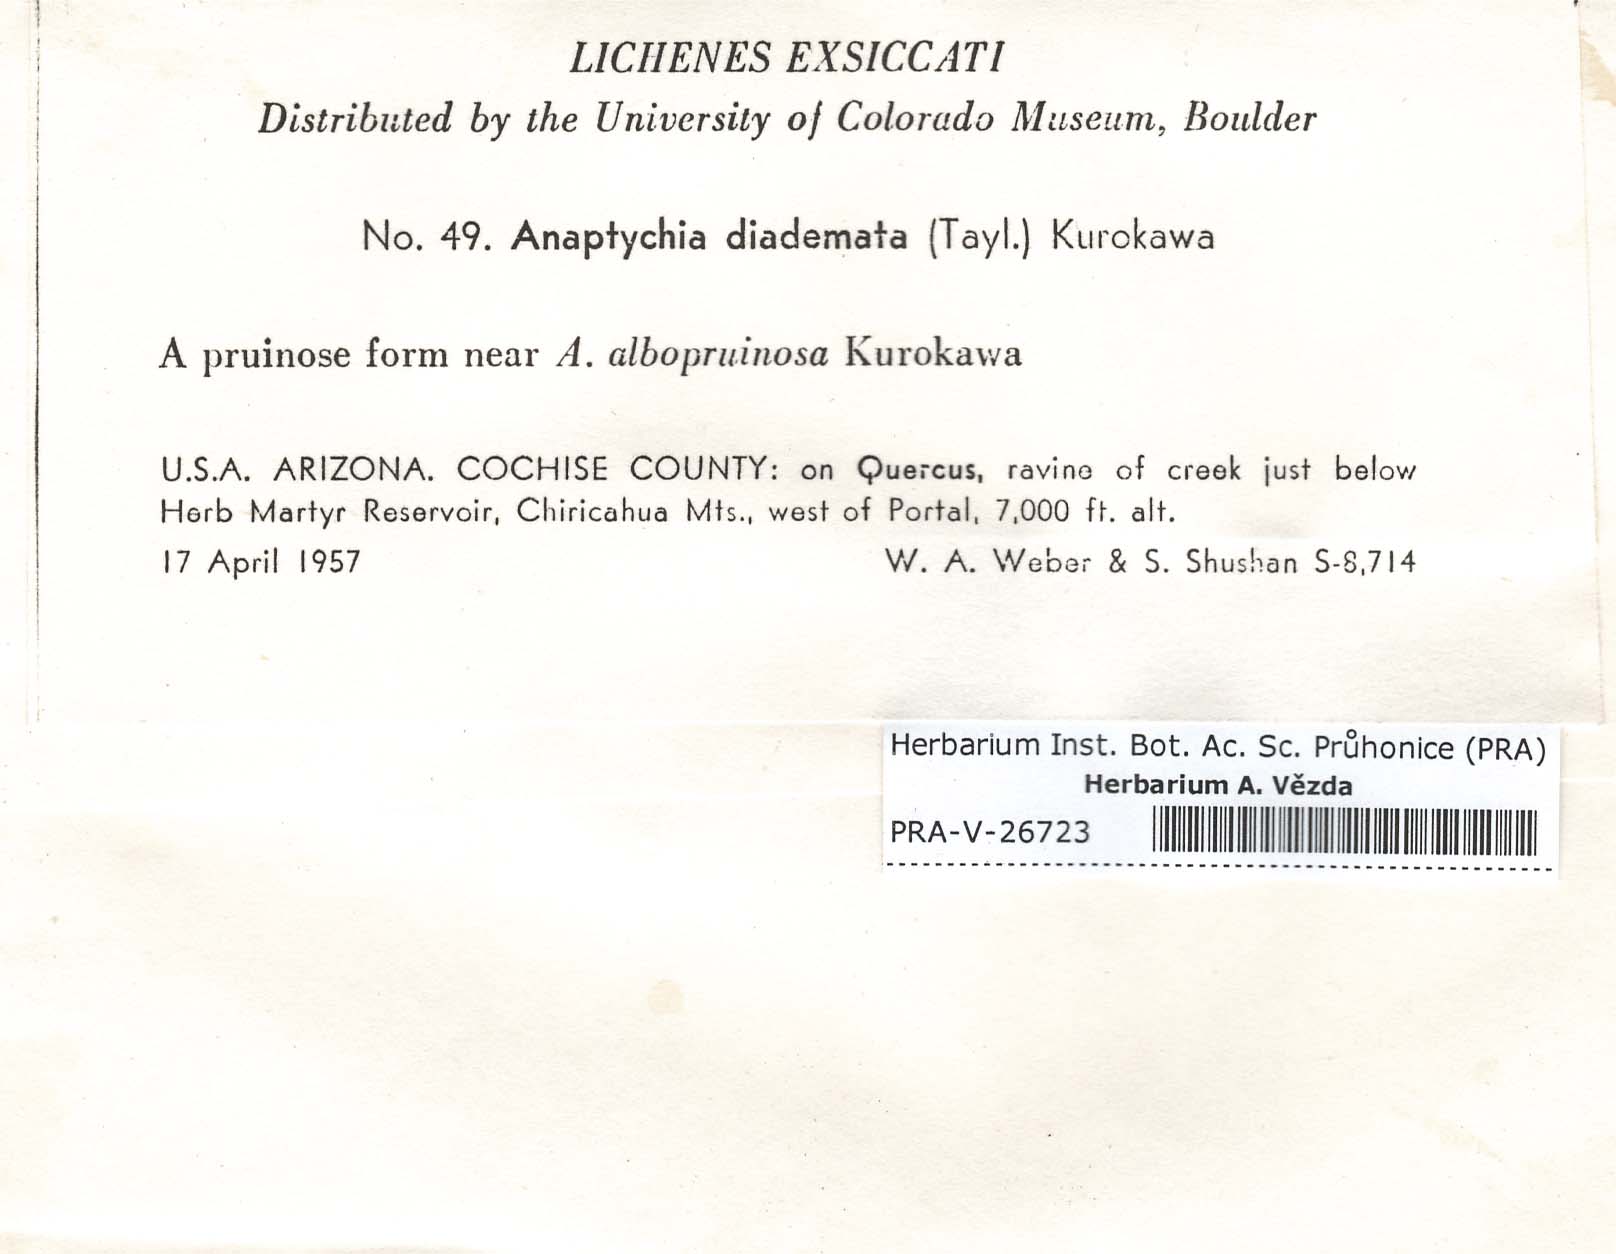 LICHENES EXSICCATI
Distributed by the University of Colorado Museum, Boulder
No. 49. Anaptychia diademata (Tayl.) Kurokawa
A pruinose form near A. albopruinosa Kurokawa
U.S.A. ARIZONA. COCHISE COUNTY: on Quercus, ravine of creek just below
Herb Martyr Reservoir, Chiricahua Mts., west of Portal, 7,000 ft. alt.
17 April 1957 W. A. Weber & S. Shushan S-8,714
Herbarium Inst. Bot. Ac. Sc. Průhonice (PRA)
Herbarium A. Vězda
PRA-V-26723